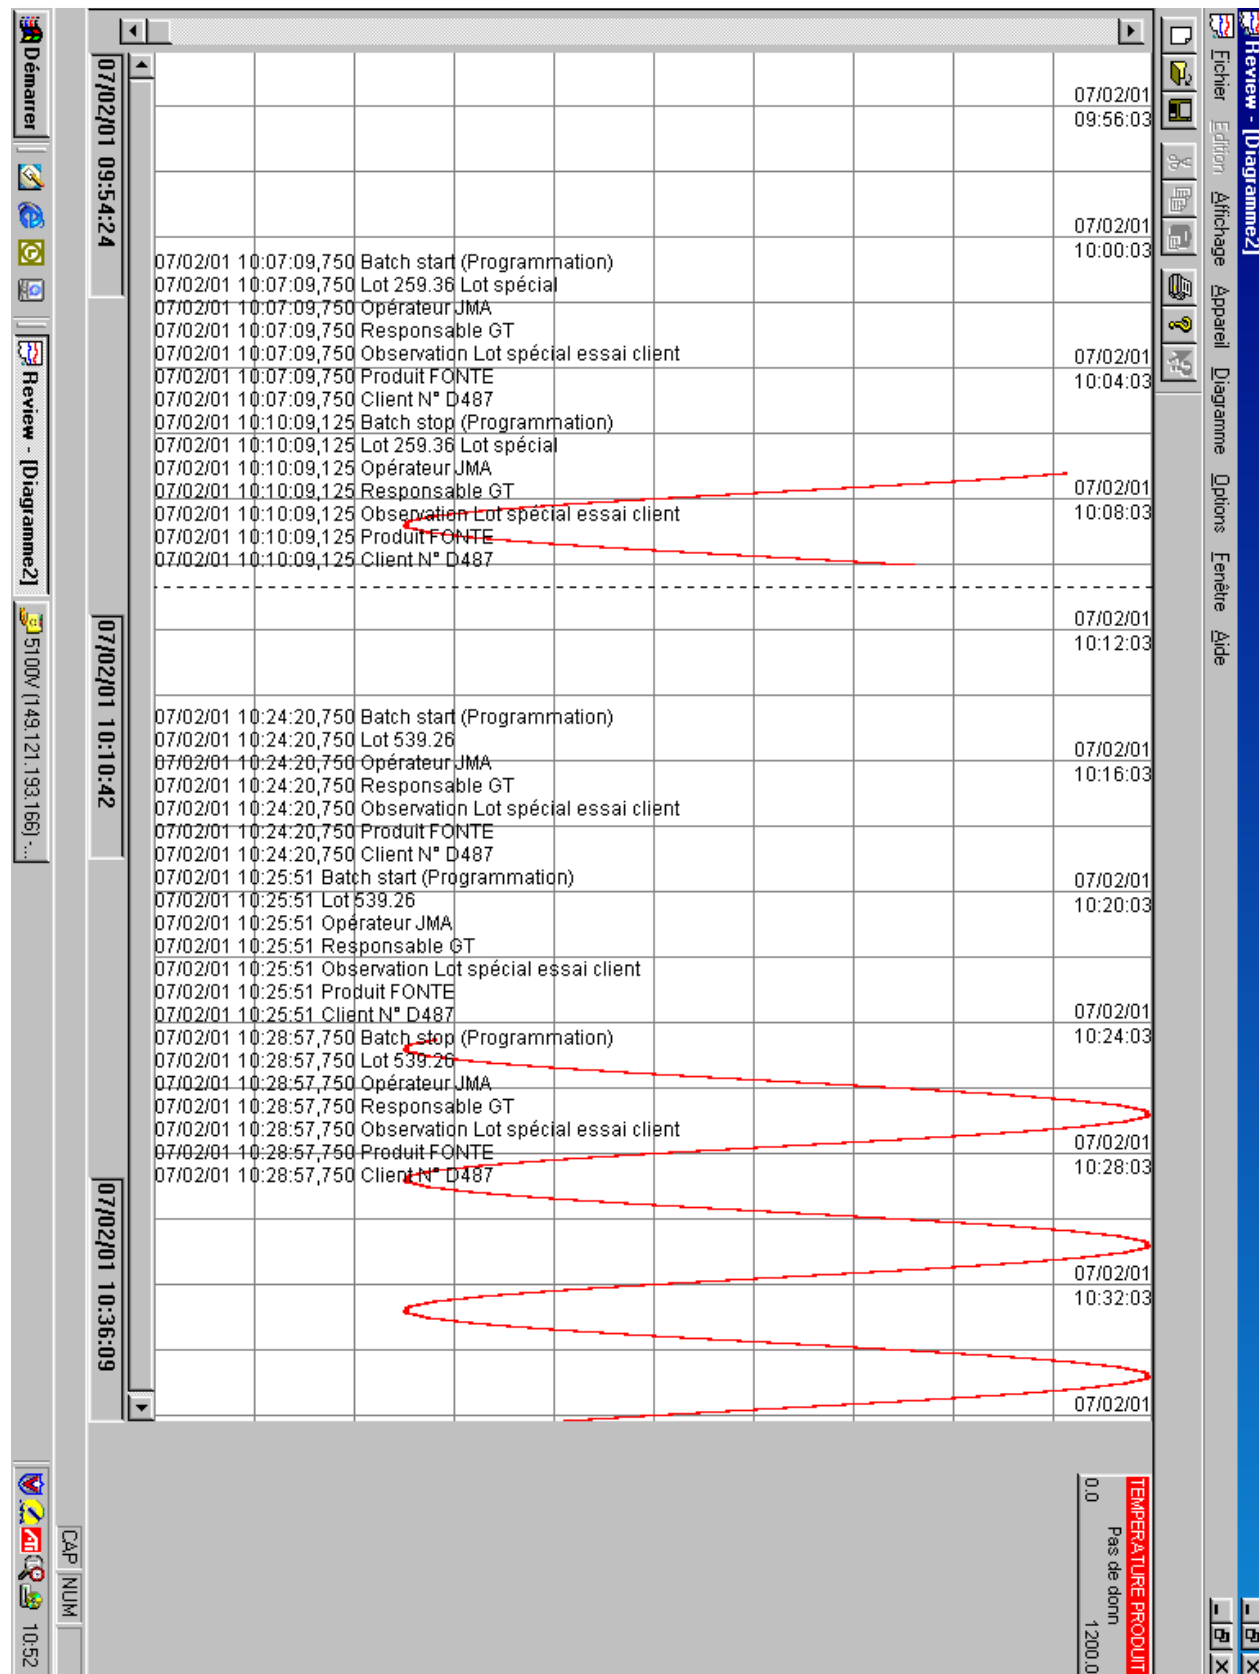 Review - [Diagramme2]
Fichier Edition Affichage Appareil Diagramme Options Fenêtre Aide
07/02/01
09:56:03
07/02/01
10:00:03
07/02/01
10:04:03
07/02/01
10:08:03
07/02/01
10:12:03
07/02/01
10:16:03
07/02/01
10:20:03
07/02/01
10:24:03
07/02/01
10:28:03
07/02/01
10:32:03
07/02/01
07/02/01 10:07:09,750 Batch start (Programmation)
07/02/01 10:07:09,750 Lot 259.36 Lot spécial
07/02/01 10:07:09,750 Opérateur JMA
07/02/01 10:07:09,750 Responsable GT
07/02/01 10:07:09,750 Observation Lot spécial essai client
07/02/01 10:07:09,750 Produit FONTE
07/02/01 10:07:09,750 Client N° D487
07/02/01 10:10:09,125 Batch stop (Programmation)
07/02/01 10:10:09,125 Lot 259.36 Lot spécial
07/02/01 10:10:09,125 Opérateur JMA
07/02/01 10:10:09,125 Responsable GT
07/02/01 10:10:09,125 Observation Lot spécial essai client
07/02/01 10:10:09,125 Produit FONTE
07/02/01 10:10:09,125 Client N° D487
07/02/01 10:24:20,750 Batch start (Programmation)
07/02/01 10:24:20,750 Lot 539.26
07/02/01 10:24:20,750 Opérateur JMA
07/02/01 10:24:20,750 Responsable GT
07/02/01 10:24:20,750 Observation Lot spécial essai client
07/02/01 10:24:20,750 Produit FONTE
07/02/01 10:24:20,750 Client N° D487
07/02/01 10:25:51 Batch start (Programmation)
07/02/01 10:25:51 Lot 539.26
07/02/01 10:25:51 Opérateur JMA
07/02/01 10:25:51 Responsable GT
07/02/01 10:25:51 Observation Lot spécial essai client
07/02/01 10:25:51 Produit FONTE
07/02/01 10:25:51 Client N° D487
07/02/01 10:28:57,750 Batch stop (Programmation)
07/02/01 10:28:57,750 Lot 539.26
07/02/01 10:28:57,750 Opérateur JMA
07/02/01 10:28:57,750 Responsable GT
07/02/01 10:28:57,750 Observation Lot spécial essai client
07/02/01 10:28:57,750 Produit FONTE
07/02/01 10:28:57,750 Client N° D487
TEMPERATURE PRODUIT
Pas de donn
0.0 1200.0
07/02/01 09:54:24
07/02/01 10:10:42
07/02/01 10:36:09
CAP NUM
Démarrer
Review - [Diagramme2]
5100V (149.121.193.166) -...
ATI
10:52